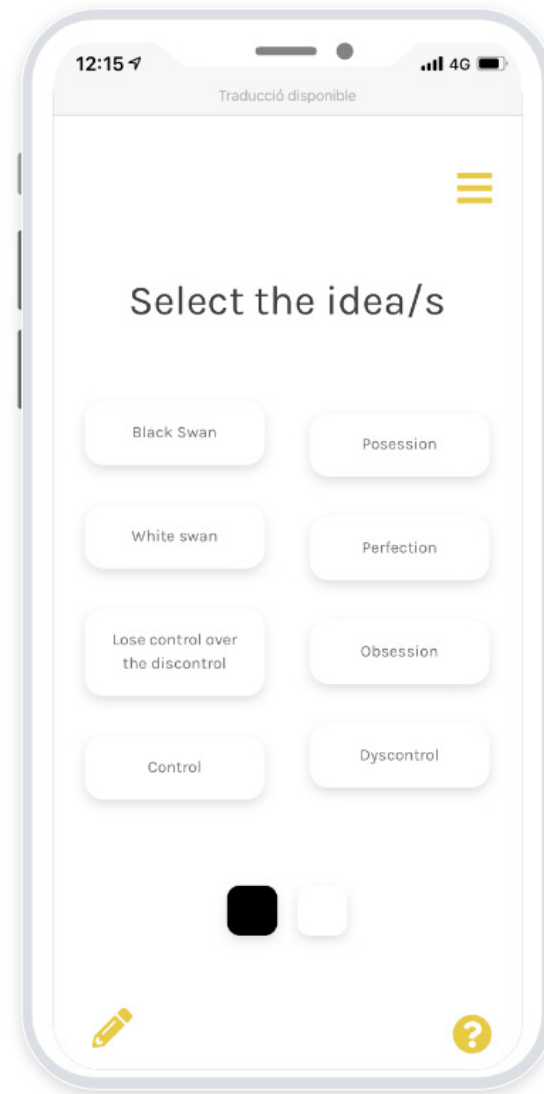 12:15
4G
Traducció disponible
Select the idea/s
Black Swan
Posession
White swan
Perfection
Lose control over
the discontrol
Obsession
Control
Dyscontrol
?